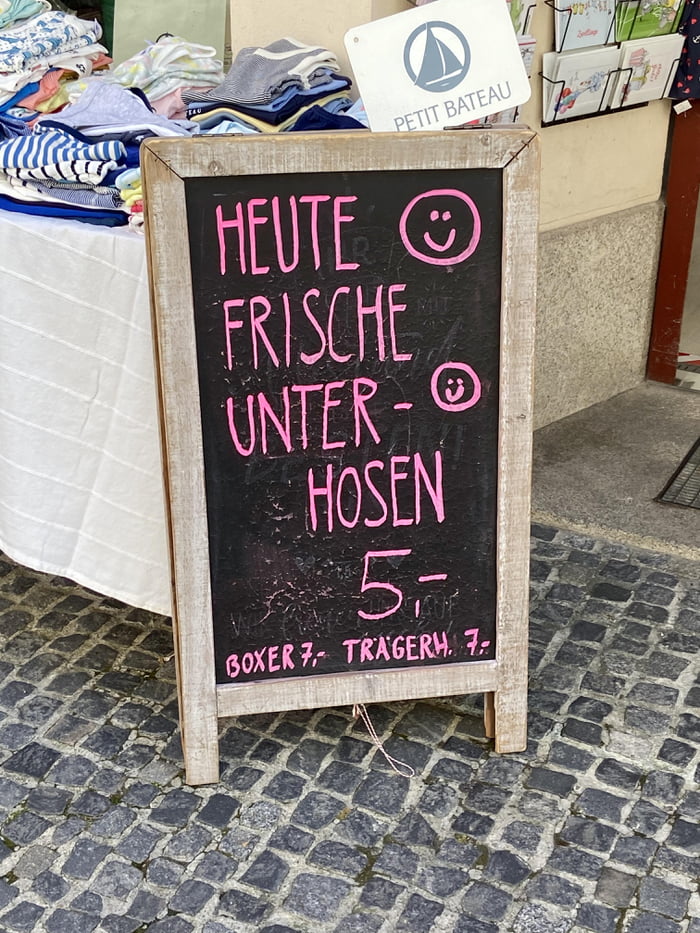 PETIT BATEAU
HEUTE
FRISCHE
UNTER-
HOSEN
5,-
BOXER 7,- TRÄGERH. 7,-